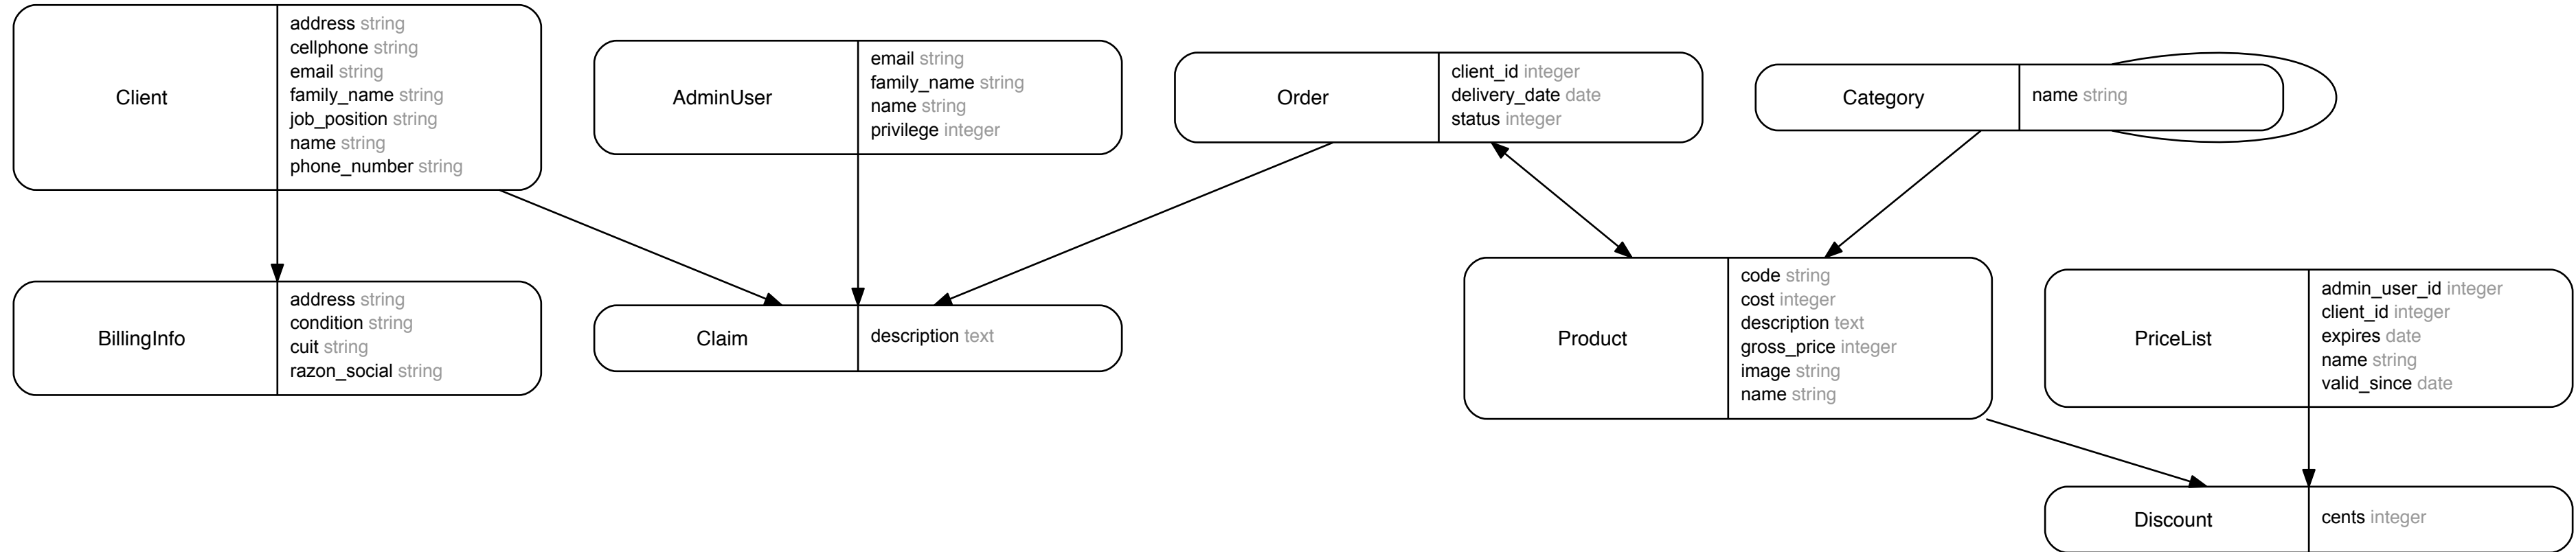 Client
address string
cellphone string
email string
family_name string
job_position string
name string
phone_number string
AdminUser
email string
family_name string
name string
privilege integer
Order
client_id integer
delivery_date date
status integer
Category
name string
BillingInfo
address string
condition string
cuit string
razon_social string
Claim
description text
Product
code string
cost integer
description text
gross_price integer
image string
name string
PriceList
admin_user_id integer
client_id integer
expires date
name string
valid_since date
Discount
cents integer